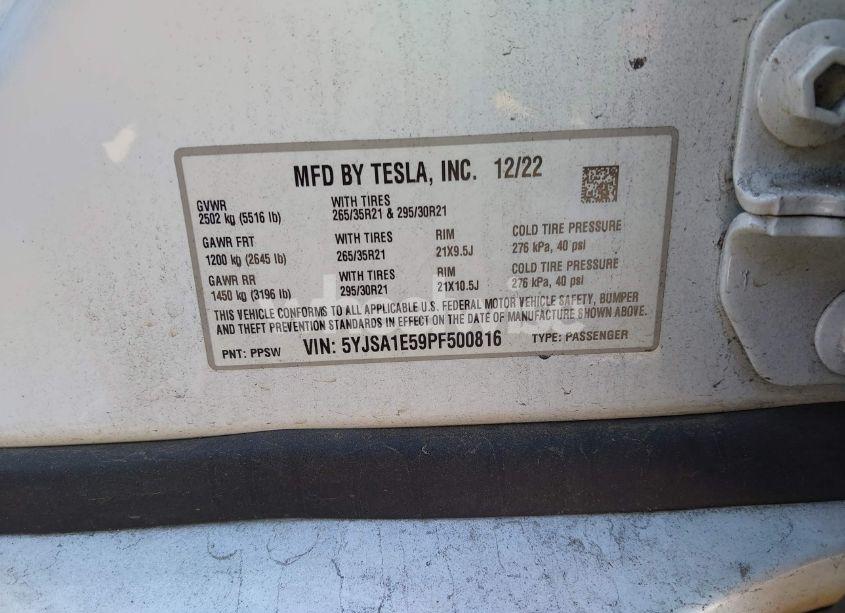 MFD BY TESLA, INC. 12/22
GVWR
2502 kg (5516 lb)
WITH TIRES
265/35R21 & 295/30R21
GAWR FRT
1200 kg (2645 lb)
WITH TIRES
265/35R21
RIM
21X9.5J
COLD TIRE PRESSURE
276 kPa, 40 psi
GAWR RR
1450 kg (3196 lb)
WITH TIRES
295/30R21
RIM
21X10.5J
COLD TIRE PRESSURE
276 kPa, 40 psi
THIS VEHICLE CONFORMS TO ALL APPLICABLE U.S. FEDERAL MOTOR VEHICLE SAFETY, BUMPER
AND THEFT PREVENTION STANDARDS IN EFFECT ON THE DATE OF MANUFACTURE SHOWN ABOVE.
PNT: PPSW VIN: 5YJSA1E59PF500816 TYPE: PASSENGER